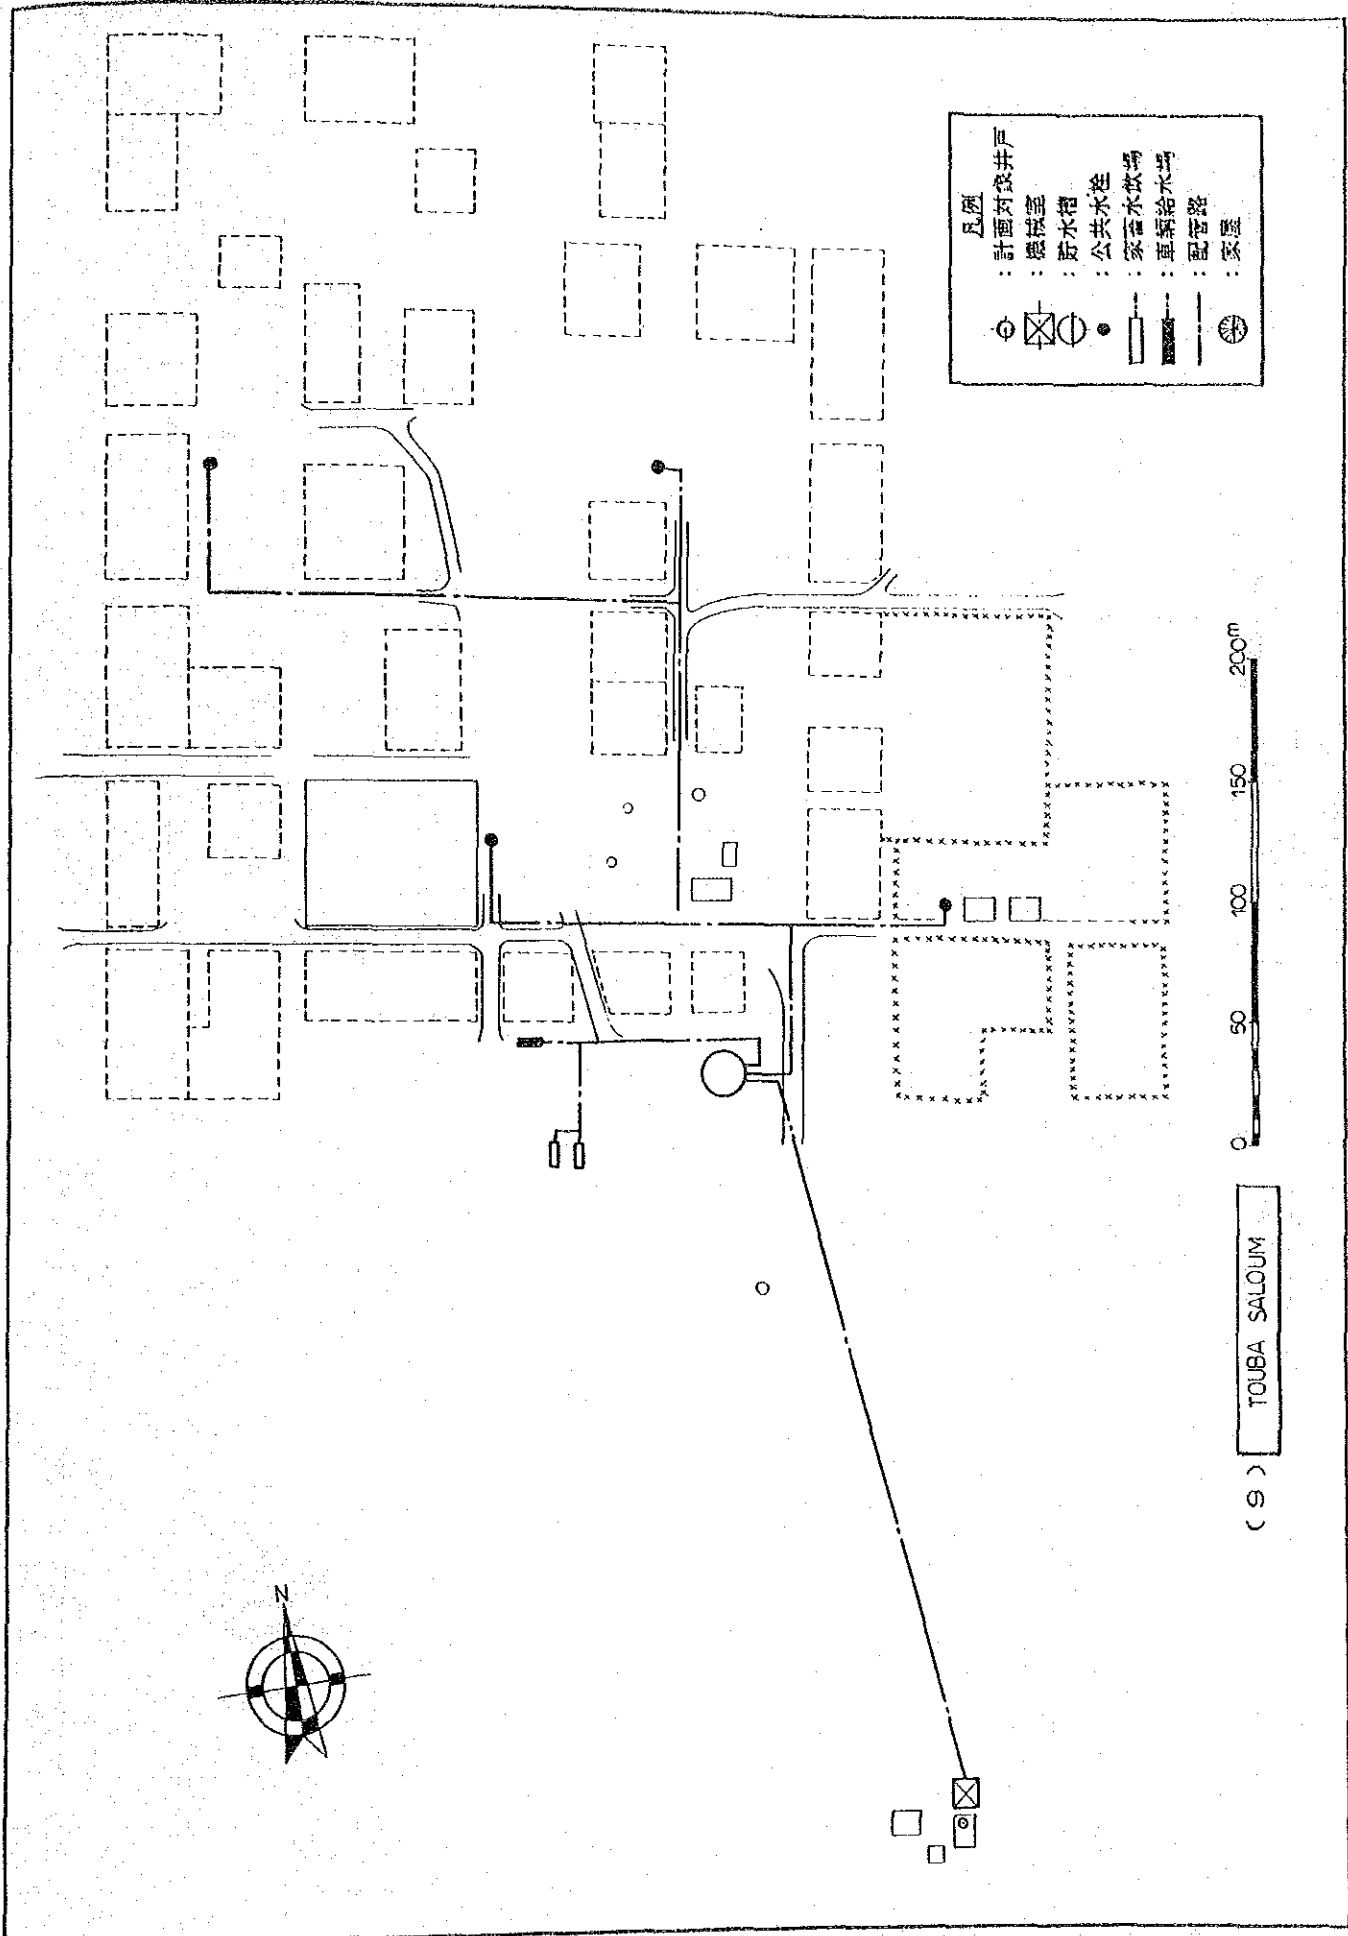 凡例
: 計画対象井戸
: 機械室
: 貯水槽
: 公共水栓
: 家畜水飲場
: 車輌給水場
: 配管路
: 家屋
N
0 50 100 150 200m
(9) TOUBA SALOUM